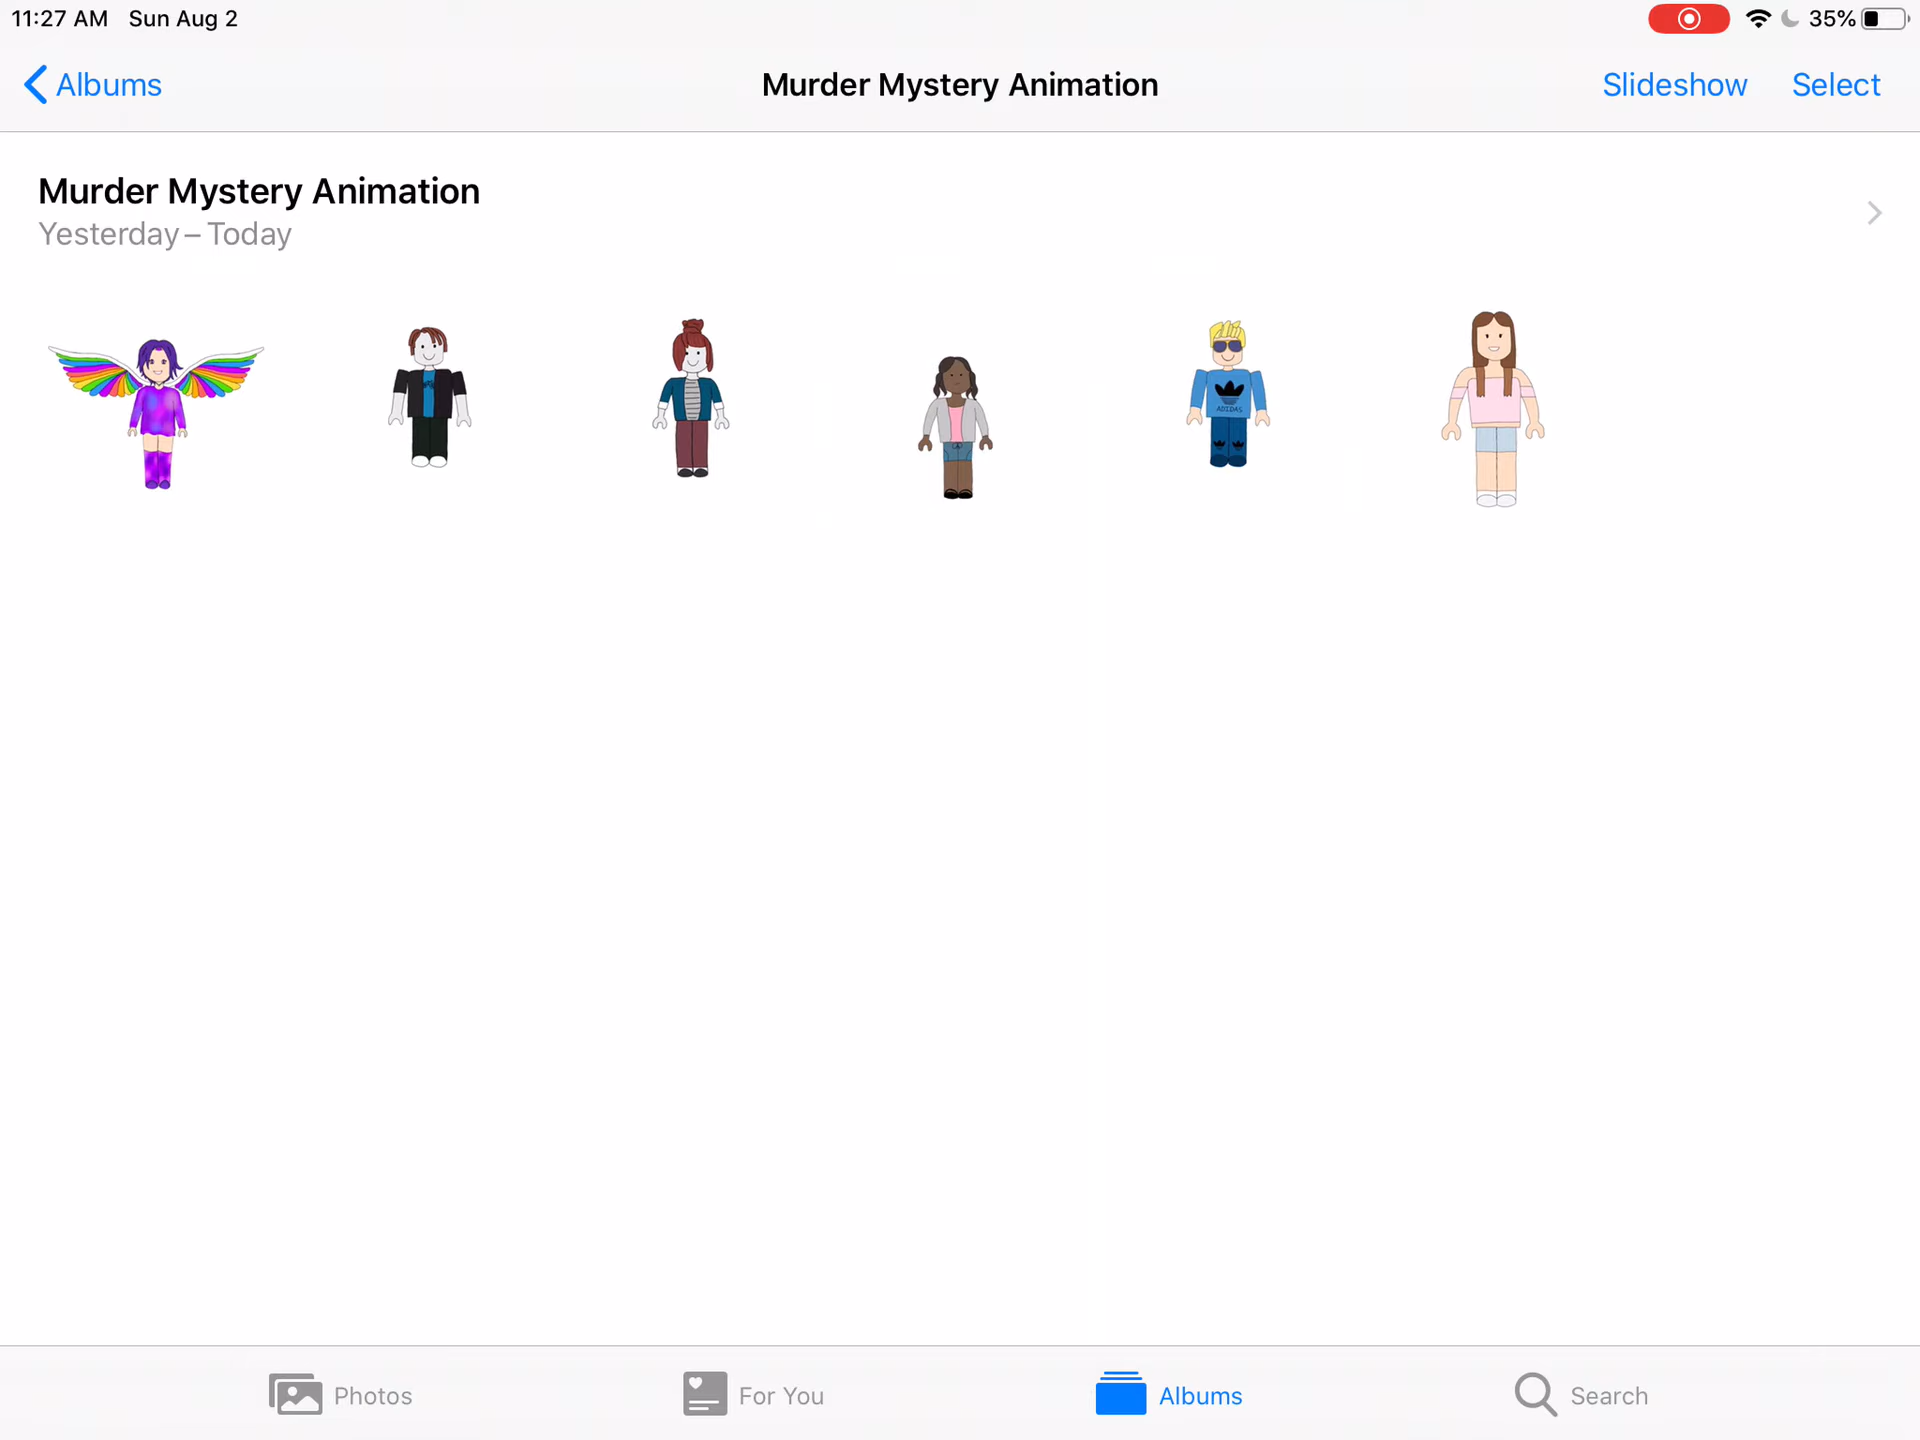 11:27 AM Sun Aug 2
35%
Albums
Murder Mystery Animation
Slideshow
Select
Murder Mystery Animation
Yesterday – Today
ADIDAS
Photos
For You
Albums
Search